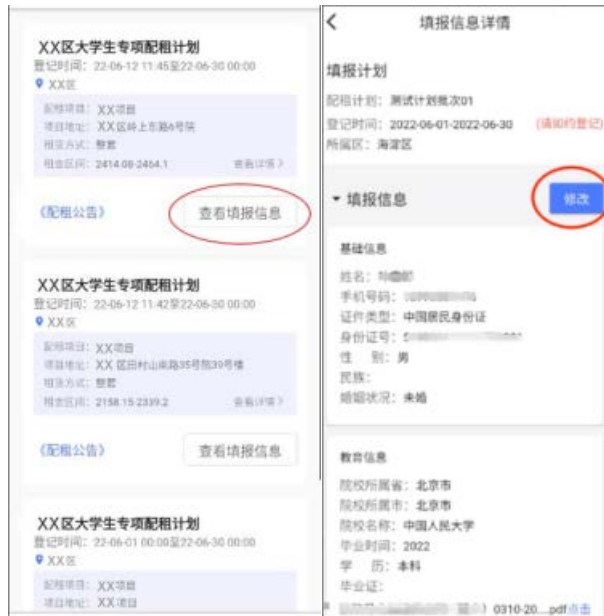 XX区大学生专项配租计划
登记时间：22-06-12 11:45至22-06-30 00:00
XX区
配租项目：XX项目
项目地址：XX区岭上东路6号院
租赁方式：整套
租金区间：2414.08-2464.1 查看详情>
《配租公告》 查看填报信息
XX区大学生专项配租计划
登记时间：22-06-12 11:42至22-06-30 00:00
XX区
配租项目：XX项目
项目地址：XX 区田村山南路35号院39号楼
租赁方式：整套
租金区间：2158.15-2339.2 查看详情>
《配租公告》 查看填报信息
XX区大学生专项配租计划
登记时间：22-06-01 00:00至22-06-30 00:00
XX区
配租项目：XX项目
项目地址：XX项目
填报信息详情
填报计划
配租计划：测试计划批次01
登记时间：2022-06-01-2022-06-30 (请如约登记)
所属区：海淀区
填报信息 修改
基础信息
姓名：
手机号码：
证件类型：中国居民身份证
身份证号：
性 别：男
民族：
婚姻状况：未婚
教育信息
院校所属省：北京市
院校所属市：北京市
院校名称：中国人民大学
毕业时间：2022
学 历：本科
毕业证：
0310-20...pdf点击